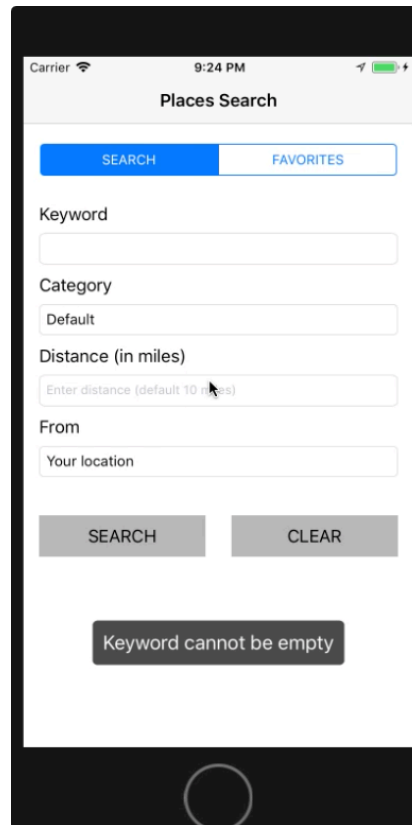 Carrier 9:24 PM
Places Search
SEARCH FAVORITES
Keyword
Category
Default
Distance (in miles)
Enter distance (default 10 miles)
From
Your location
SEARCH CLEAR
Keyword cannot be empty